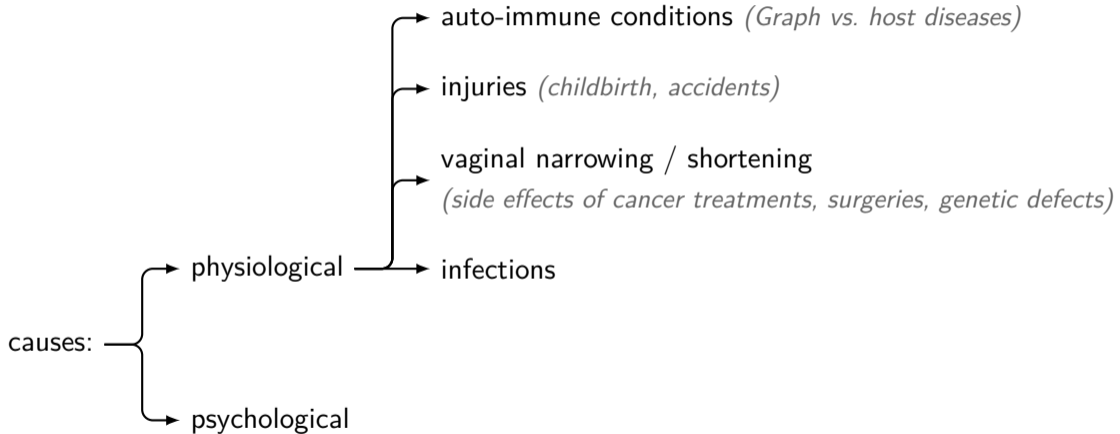 auto-immune conditions (Graph vs. host diseases)
injuries (childbirth, accidents)
vaginal narrowing / shortening
(side effects of cancer treatments, surgeries, genetic defects)
physiological
infections
causes:
psychological